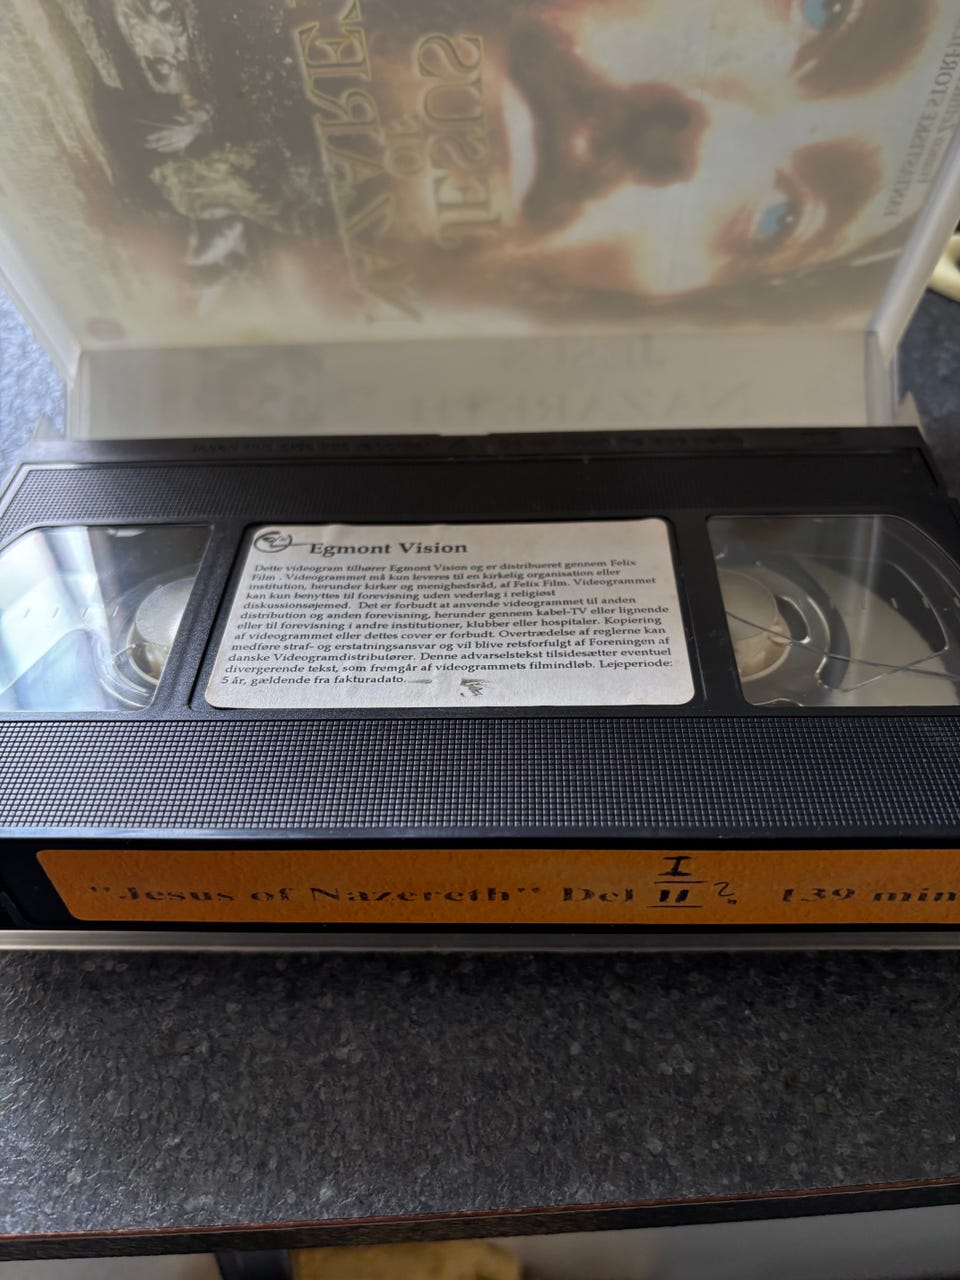 JESUS
OF
FANTASTISKE STORFILM
JESUS
NAZARETH
Egmont Vision
Dette videogram tilhører Egmont Vision og er distribueret gennem Felix
Film . Videogrammet må kun leveres til en kirkelig organisation eller
institution, herunder kirker og menighedsråd, af Felix Film. Videogrammet
kan kun benyttes til forevisning uden vederlag i religiøst
diskussionsøjemed. Det er forbudt at anvende videogrammet til anden
distribution og anden forevisning, herunder gennem kabel-TV eller lignende
eller til forevisning i andre institutioner, klubber eller hospitaler. Kopiering
af videogrammet eller dettes cover er forbudt. Overtrædelse af reglerne kan
medføre straf- og erstatningsansvar og vil blive retsforfulgt af Foreningen af
danske Videogramdistributører. Denne advarselstekst tilsidesætter eventuel
divergerende tekst, som fremgår af videogrammets filmindløb. Lejeperiode:
5 år, gældende fra fakturadato.
I
"Jesus of Nazereth" Del II ? 139 min